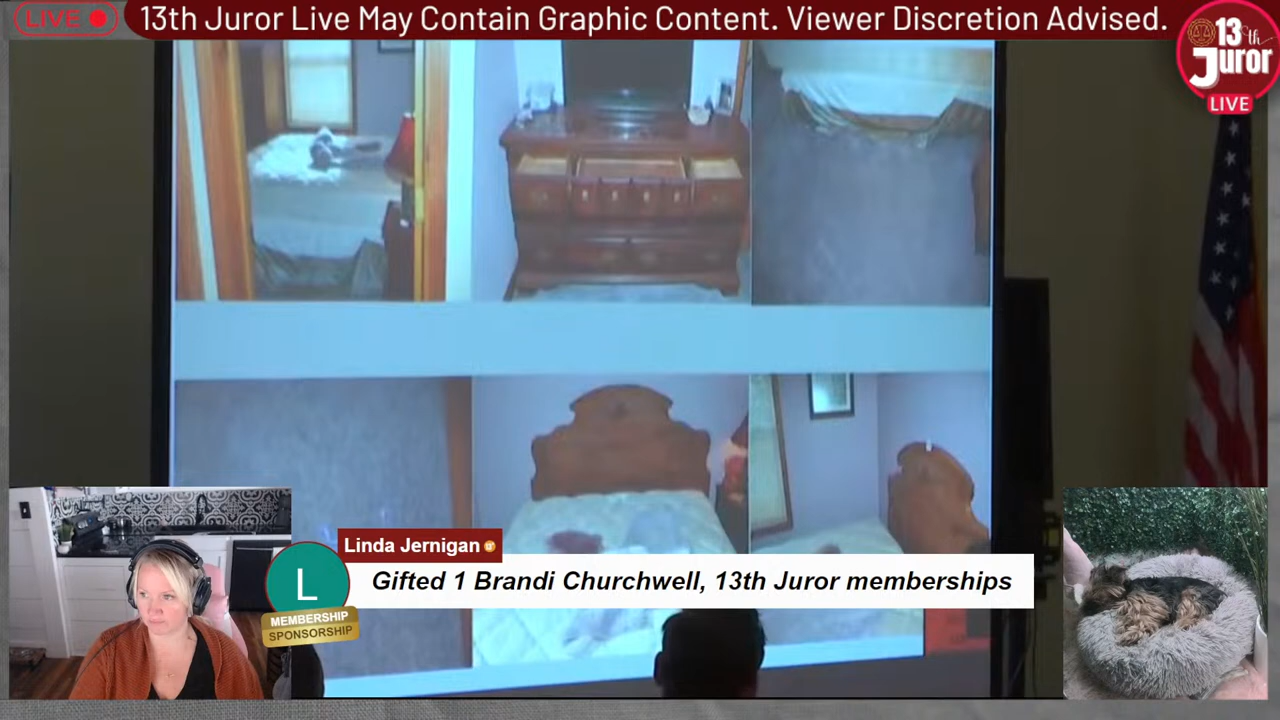 LIVE
13th Juror Live May Contain Graphic Content. Viewer Discretion Advised.
13th
Juror
LIVE
Linda Jernigan
L
Gifted 1 Brandi Churchwell, 13th Juror memberships
MEMBERSHIP
SPONSORSHIP